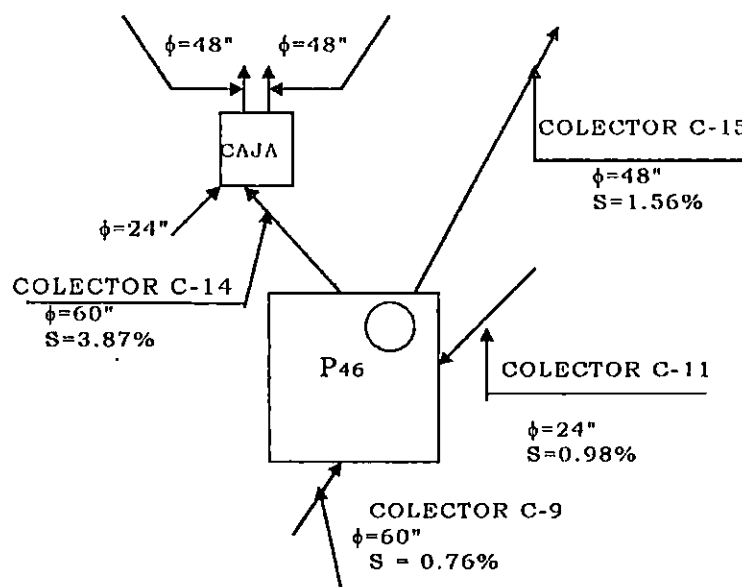 ϕ=48"
ϕ=48"
CAJA
COLECTOR C-15
ϕ=48"
S=1.56%
ϕ=24"
COLECTOR C-14
ϕ=60"
S=3.87%
P46
COLECTOR C-11
ϕ=24"
S=0.98%
COLECTOR C-9
ϕ=60"
S = 0.76%